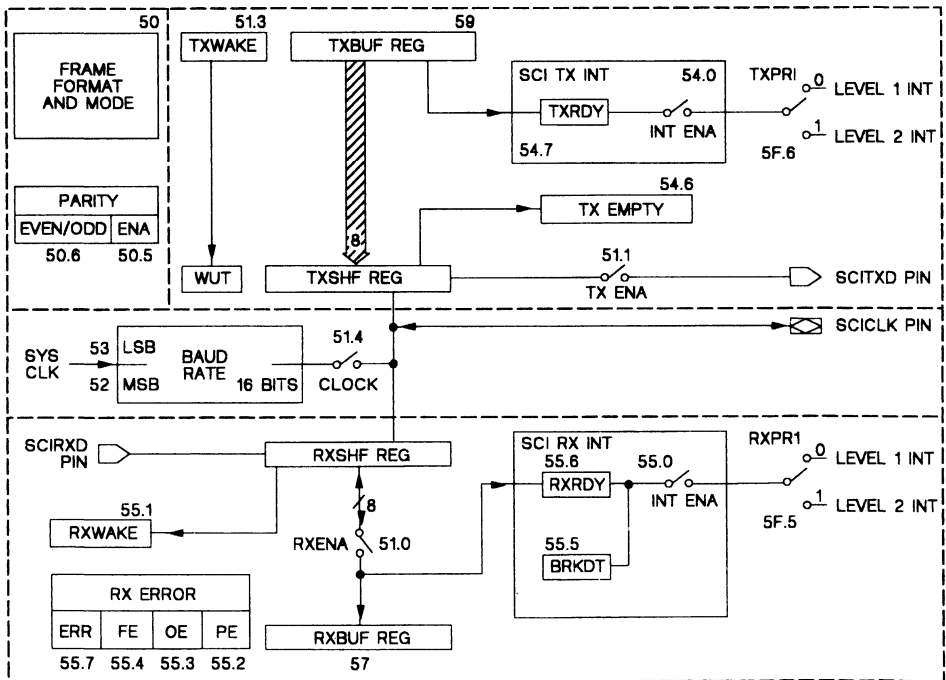 50
FRAME
FORMAT
AND MODE
PARITY
EVEN/ODD ENA
50.6 50.5
51.3
TXWAKE
WUT
59
TXBUF REG
8
TXSHF REG
SCI TX INT 54.0
TXRDY
INT ENA
54.7
TXPRI
0 LEVEL 1 INT
1 LEVEL 2 INT
5F.6
54.6
TX EMPTY
51.1
TX ENA
SCITXD PIN
SCICLK PIN
SYS
CLK
53 LSB
52 MSB
BAUD
RATE
16 BITS
51.4
CLOCK
SCIRXD
PIN
RXSHF REG
55.1
RXWAKE
8
RXENA 51.0
RX ERROR
ERR FE OE PE
55.7 55.4 55.3 55.2
RXBUF REG
57
SCI RX INT
55.6 55.0
RXRDY
INT ENA
55.5
BRKDT
RXPR1
0 LEVEL 1 INT
1 LEVEL 2 INT
5F.5